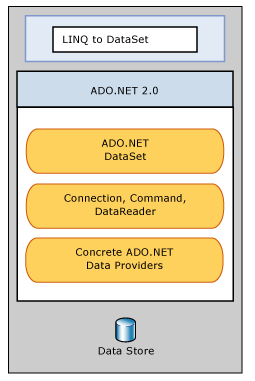 LINQ to DataSet
ADO.NET 2.0
ADO.NET
DataSet
Connection, Command,
DataReader
Concrete ADO.NET
Data Providers
Data Store